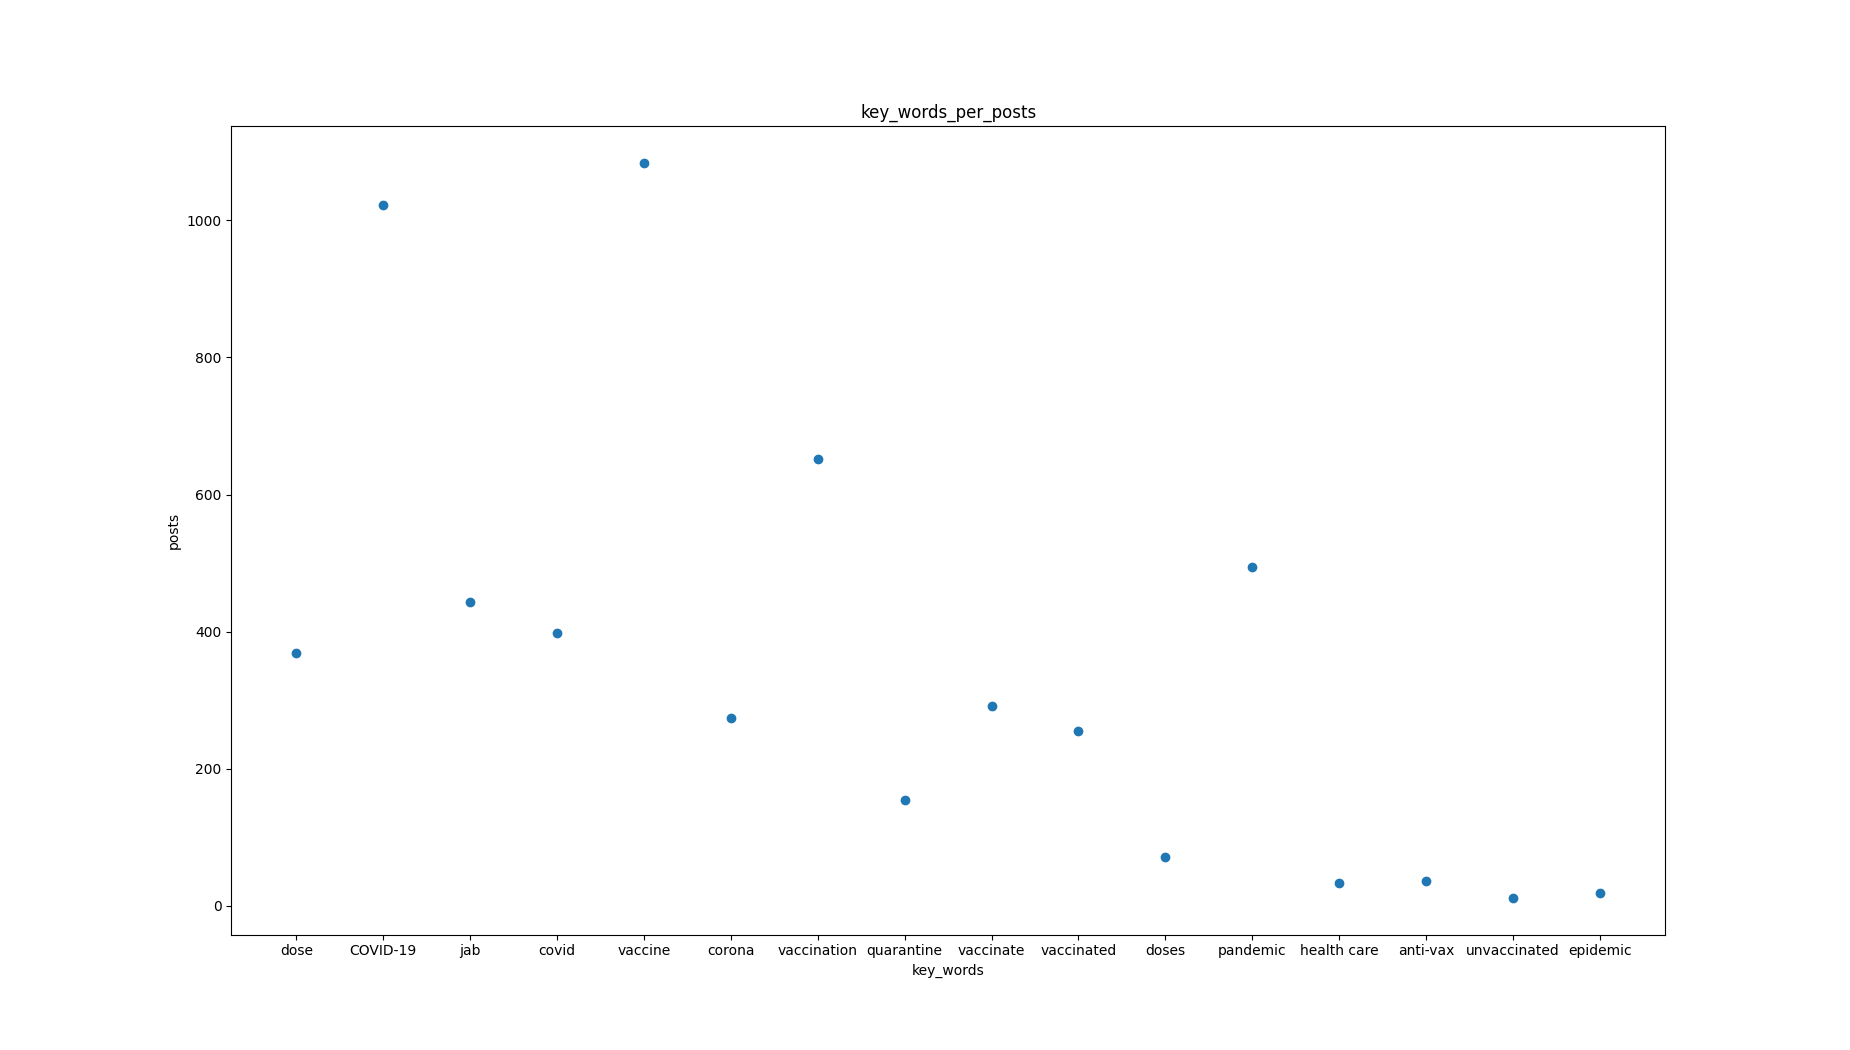 key_words_per_posts
1000
800
600
posts
400
200
0
dose COVID-19 jab covid vaccine corona vaccination quarantine vaccinate vaccinated doses pandemic health care anti-vax unvaccinated epidemic
key_words